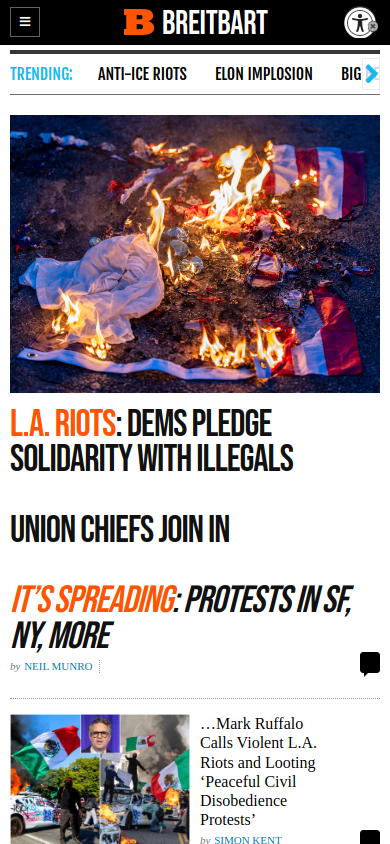 BREITBART
TRENDING:
ANTI-ICE RIOTS
ELON IMPLOSION
BIG
L.A. RIOTS: DEMS PLEDGE
SOLIDARITY WITH ILLEGALS
UNION CHIEFS JOIN IN
IT'S SPREADING: PROTESTS IN SF,
NY, MORE
by NEIL MUNRO
…Mark Ruffalo
Calls Violent L.A.
Riots and Looting
‘Peaceful Civil
Disobedience
Protests’
by SIMON KENT